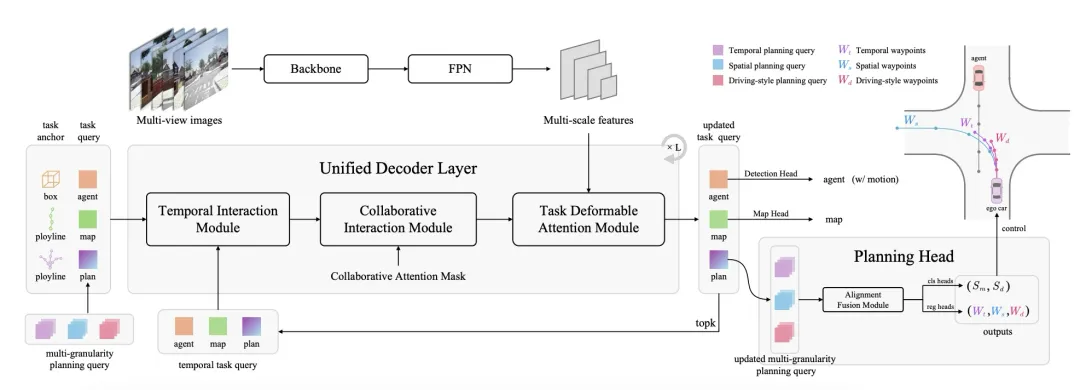 Multi-view images
Backbone
FPN
Multi-scale features
Temporal planning query
Spatial planning query
Driving-style planning query
W_t Temporal waypoints
W_s Spatial waypoints
W_d Driving-style waypoints
agent
W_s
W_t
W_d
ego car
control
task anchor
task query
box
agent
ployline
map
ployline
plan
multi-granularity
planning query
Unified Decoder Layer
× L
Temporal Interaction
Module
Collaborative
Interaction Module
Task Deformable
Attention Module
Collaborative Attention Mask
agent
map
plan
temporal task query
topk
updated
task query
agent
map
plan
Detection Head
agent (w/ motion)
Map Head
map
Planning Head
Alignment
Fusion Module
cls heads
reg heads
(S_m, S_d)
(W_t, W_s, W_d)
outputs
updated multi-granularity
planning query